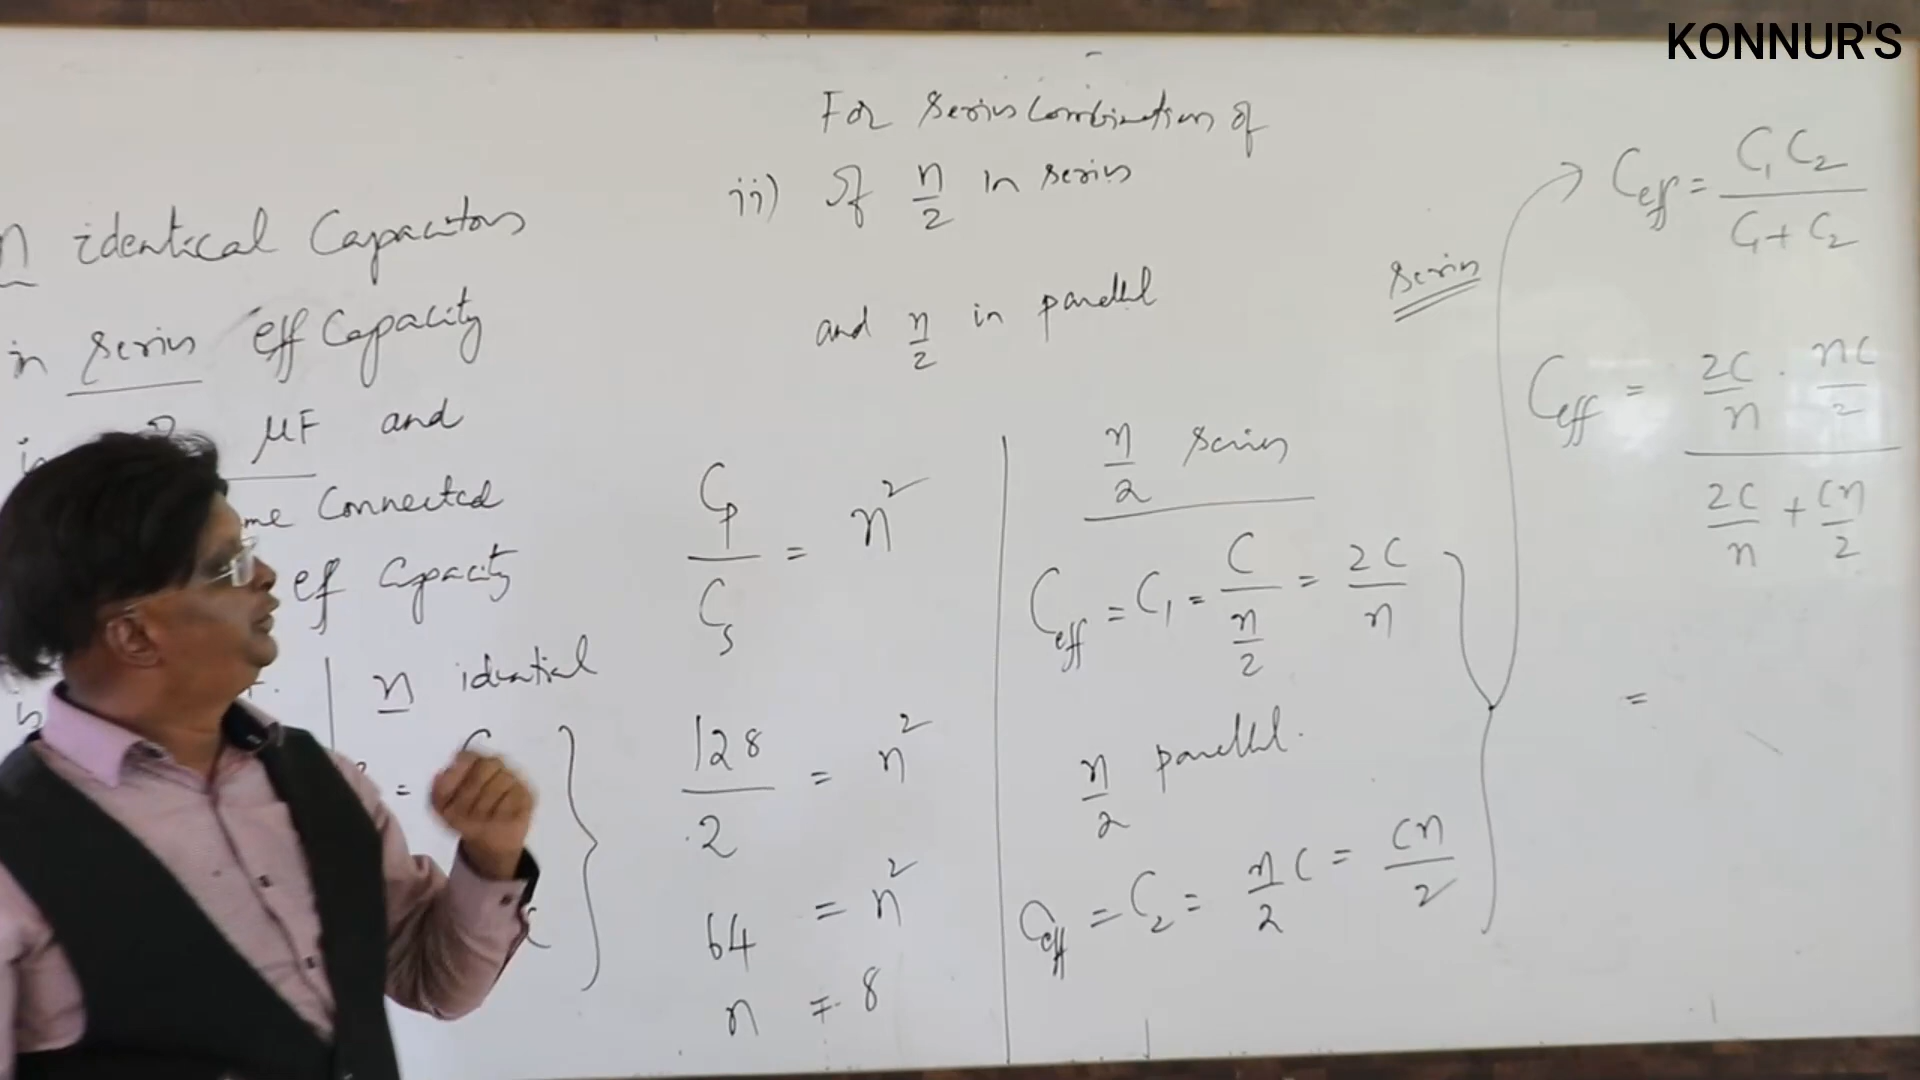 KONNUR'S
n identical Capacitors
in series eff Capacity
μF and
me Connected
eff Capacity
n identical
=
For series combination of
ii) of n/2 in series
and n/2 in parallel
Cp/Cs = n²
128/2 = n²
64 = n²
n = 8
n/2 series
Ceff = C₁ = C/(n/2) = 2C/n
n/2 parallel.
Ceff = C₂ = n/2 C = Cn/2
series
Ceff = C₁C₂/(C₁+C₂)
Ceff = (2C/n · nC/2)/(2C/n + Cn/2)
=